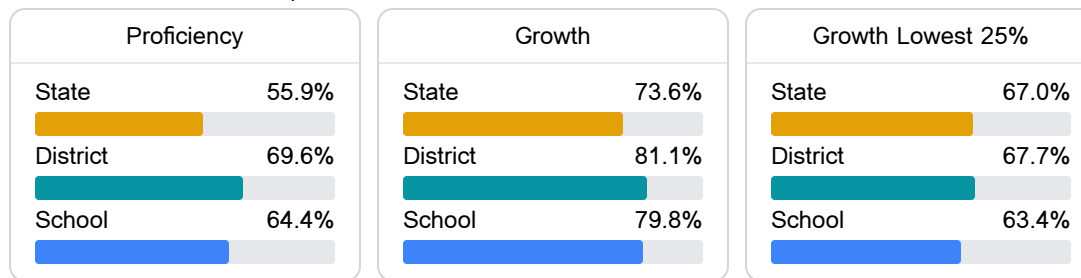 Proficiency
State 55.9%
District 69.6%
School 64.4%
Growth
State 73.6%
District 81.1%
School 79.8%
Growth Lowest 25%
State 67.0%
District 67.7%
School 63.4%